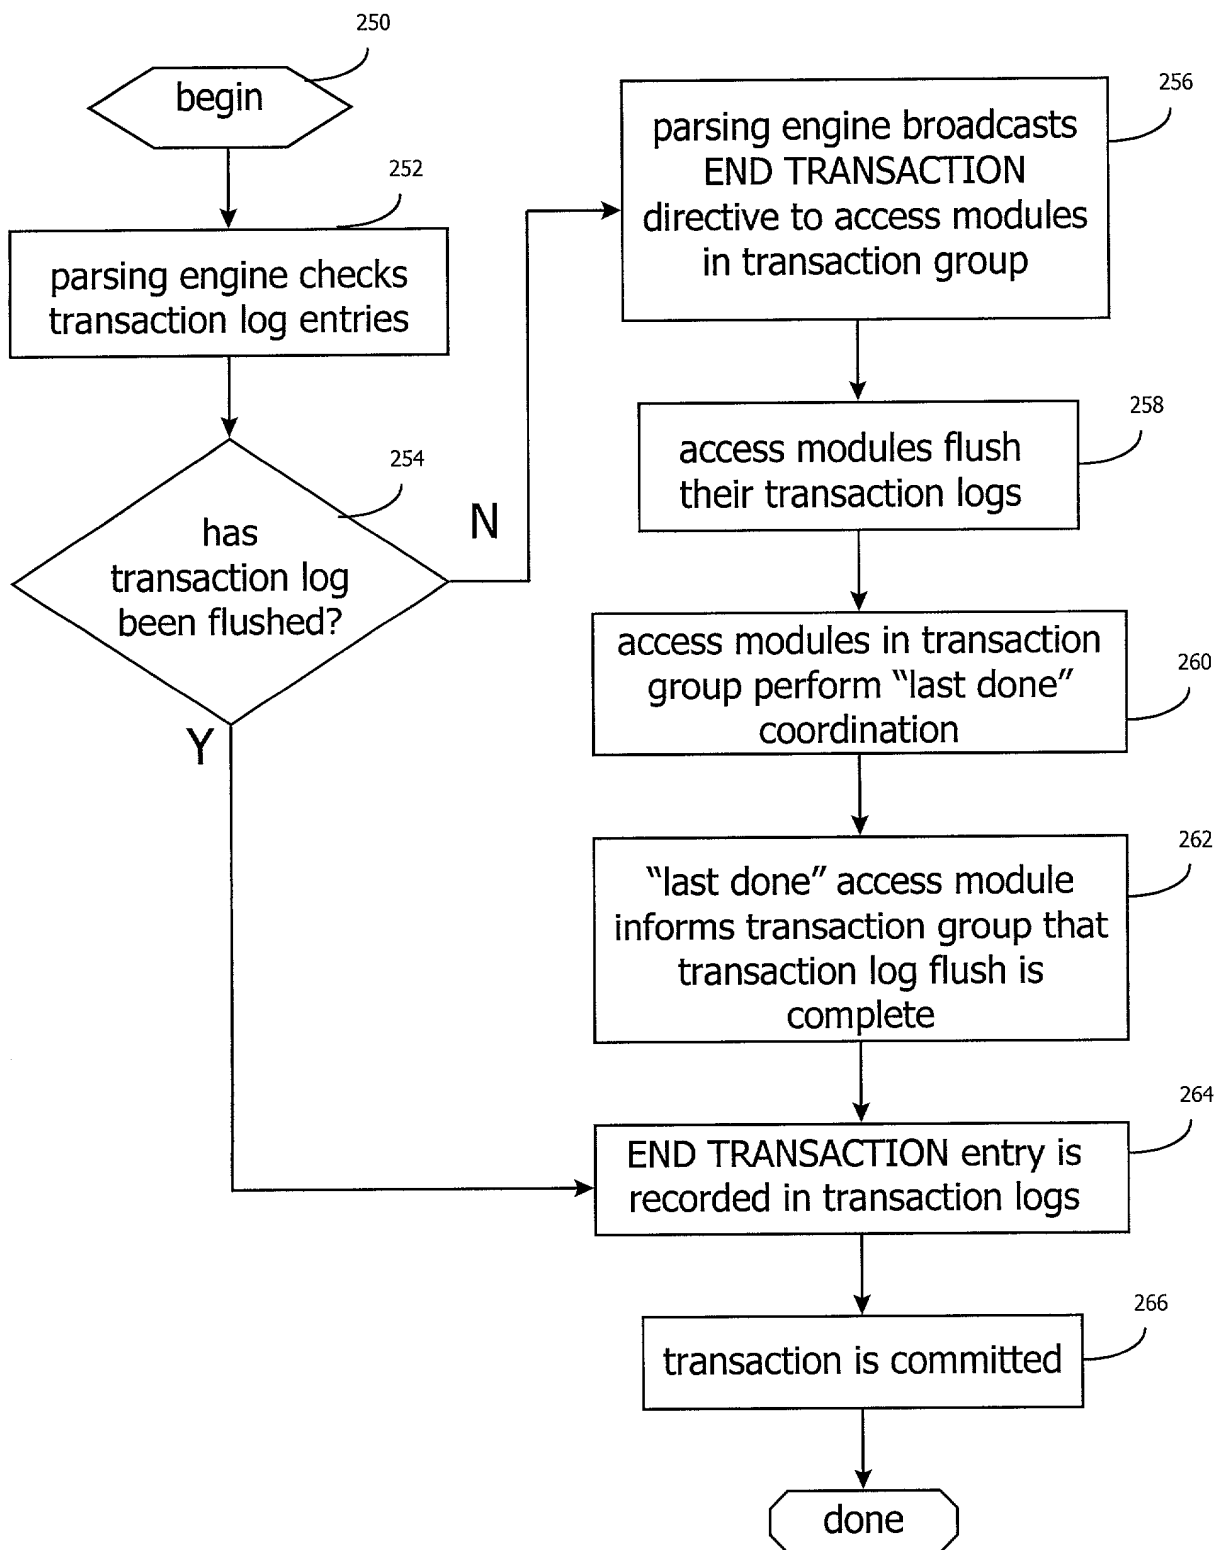 250
begin
252
parsing engine checks
transaction log entries
254
has
transaction log
been flushed?
N
Y
256
parsing engine broadcasts
END TRANSACTION
directive to access modules
in transaction group
258
access modules flush
their transaction logs
260
access modules in transaction
group perform “last done”
coordination
262
“last done” access module
informs transaction group that
transaction log flush is
complete
264
END TRANSACTION entry is
recorded in transaction logs
266
transaction is committed
done